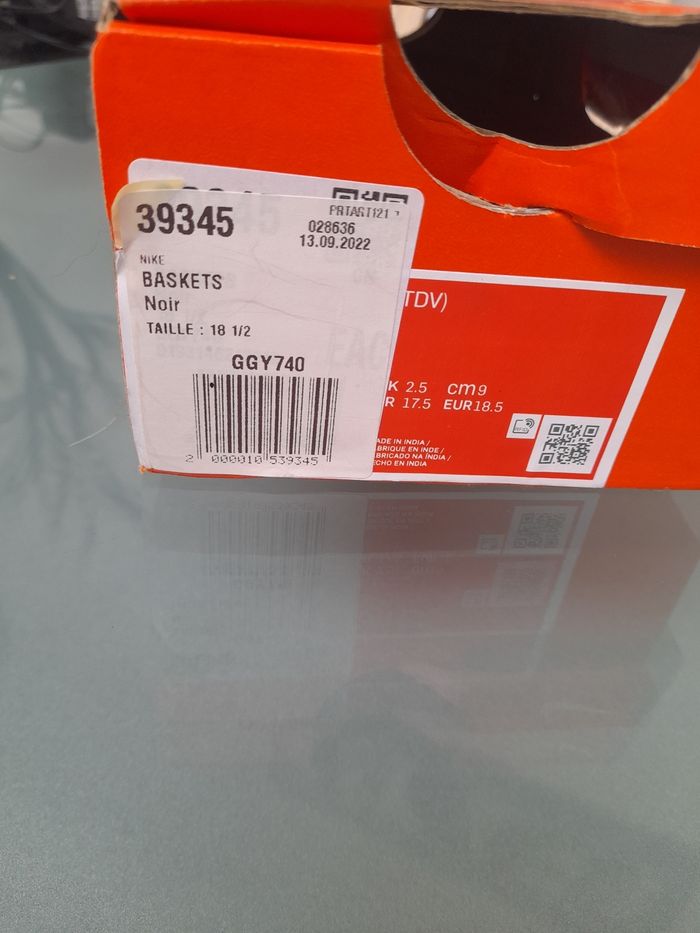 39345
PRTART121
028636
13.09.2022
NIKE
BASKETS
Noir
TAILLE : 18 1/2
GGY740
2 000010 539345
TDV)
K 2.5 cm 9
R 17.5 EUR 18.5
ADE IN INDIA /
BRIQUE EN INDE /
BRICADO NA ÍNDIA /
ECHO EN INDIA